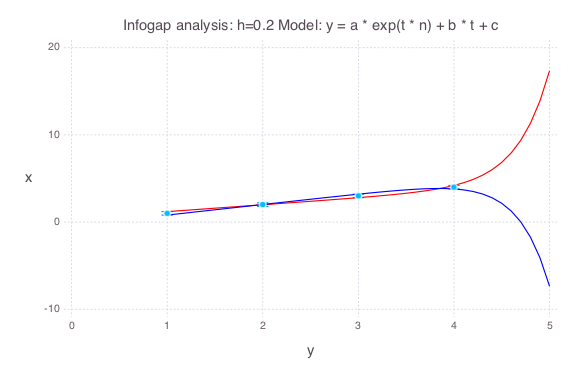 Infogap analysis: h=0.2 Model: y = a * exp(t * n) + b * t + c
20
10
0
-10
x
0 1 2 3 4 5
y